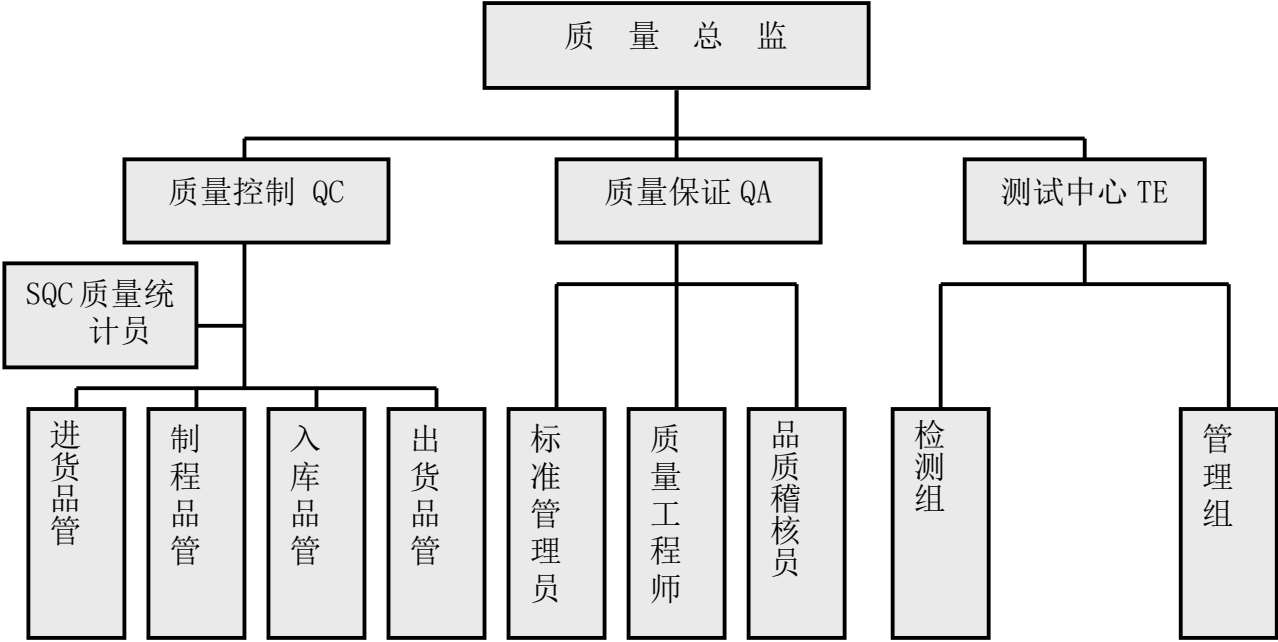 质 量 总 监
质量控制 QC
质量保证 QA
测试中心 TE
SQC 质量统
计员
进货品管
制程品管
入库品管
出货品管
标准管理员
质量工程师
品质稽核员
检测组
管理组